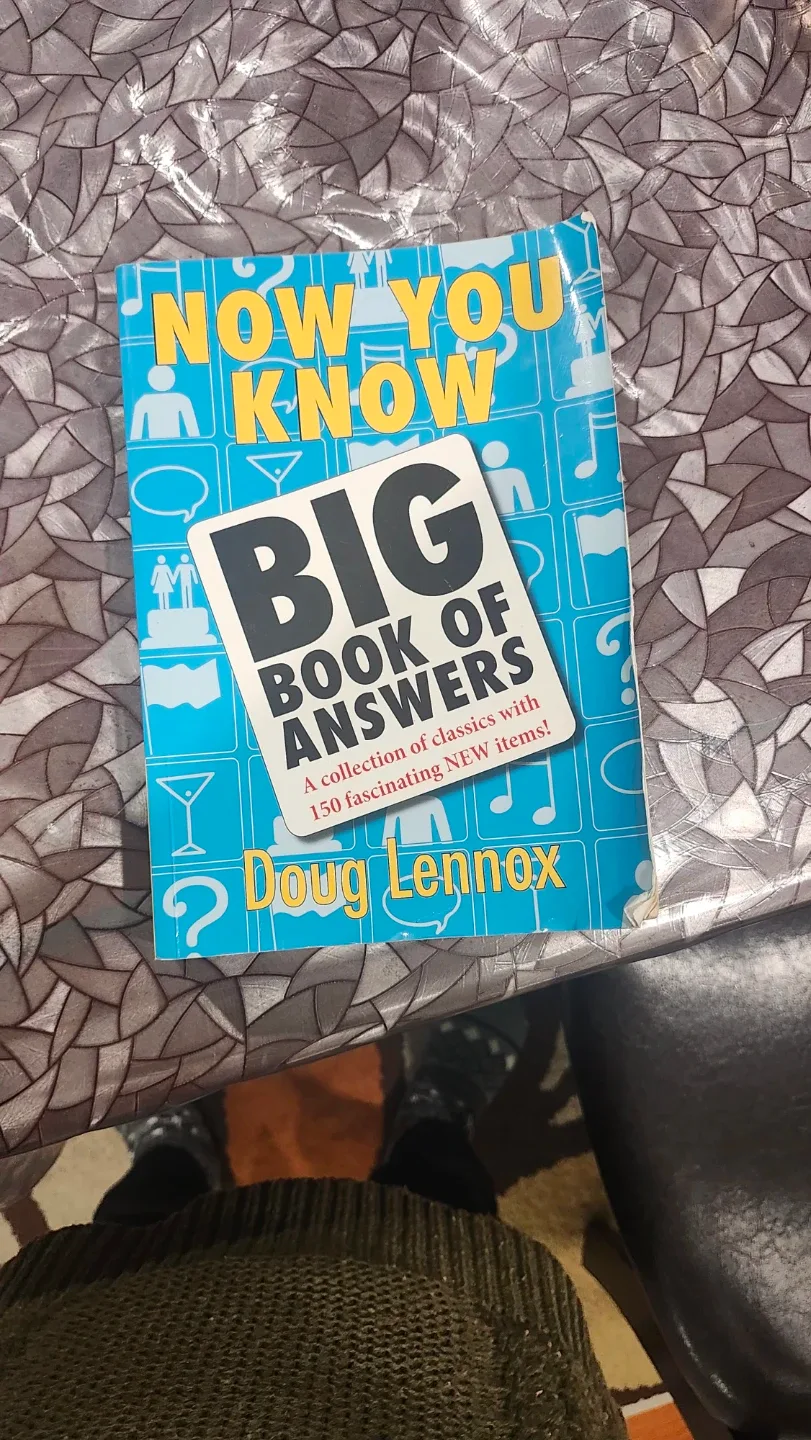 NOW YOU
KNOW
BIG
BOOK OF
ANSWERS
A collection of classics with
150 fascinating NEW items!
Doug Lennox